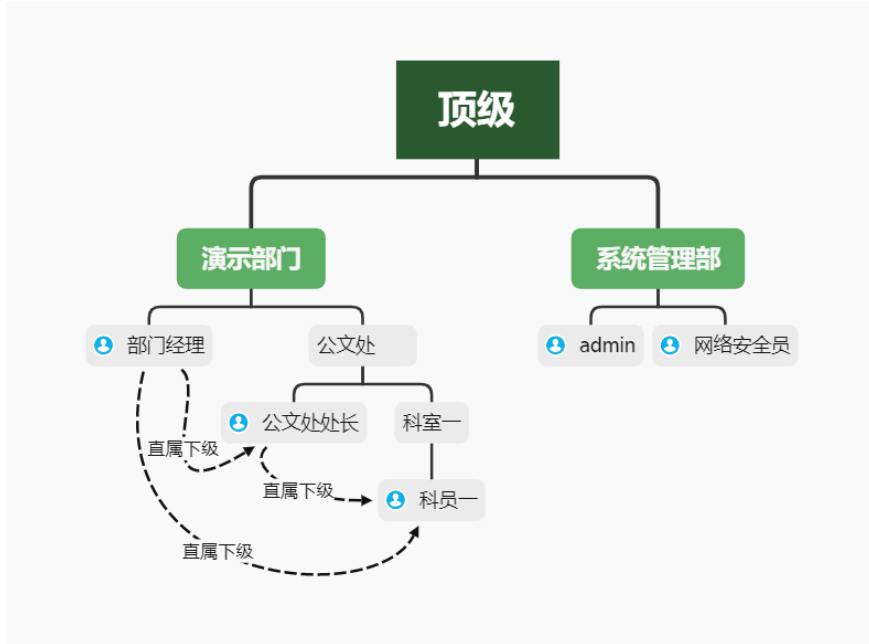 顶级
演示部门
系统管理部
部门经理
公文处
admin
网络安全员
公文处处长
科室一
直属下级
直属下级
科员一
直属下级